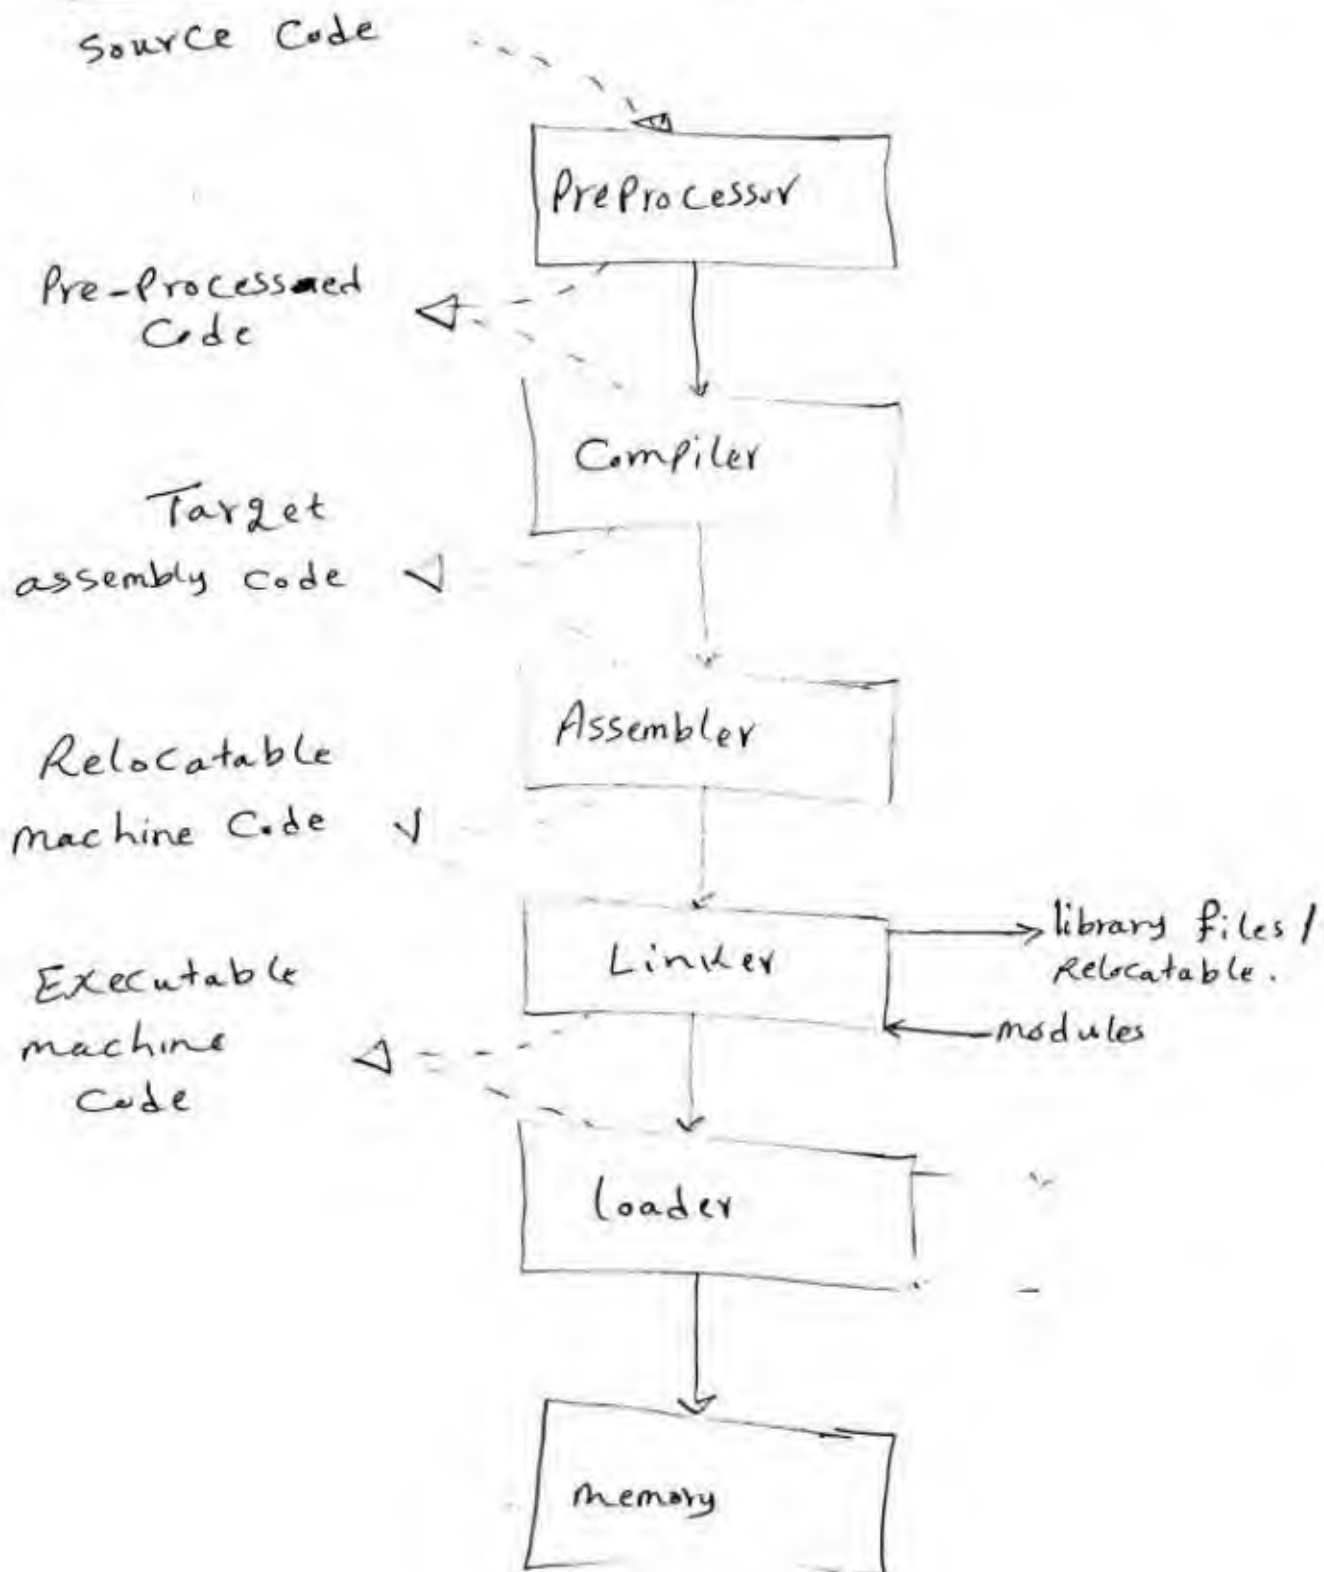 Source Code
PreProcessor
Pre-Processed
Code
Compiler
Target
assembly code
Assembler
Relocatable
machine Code
Linker
library files /
Relocatable.
modules
Executable
machine
Code
loader
memory